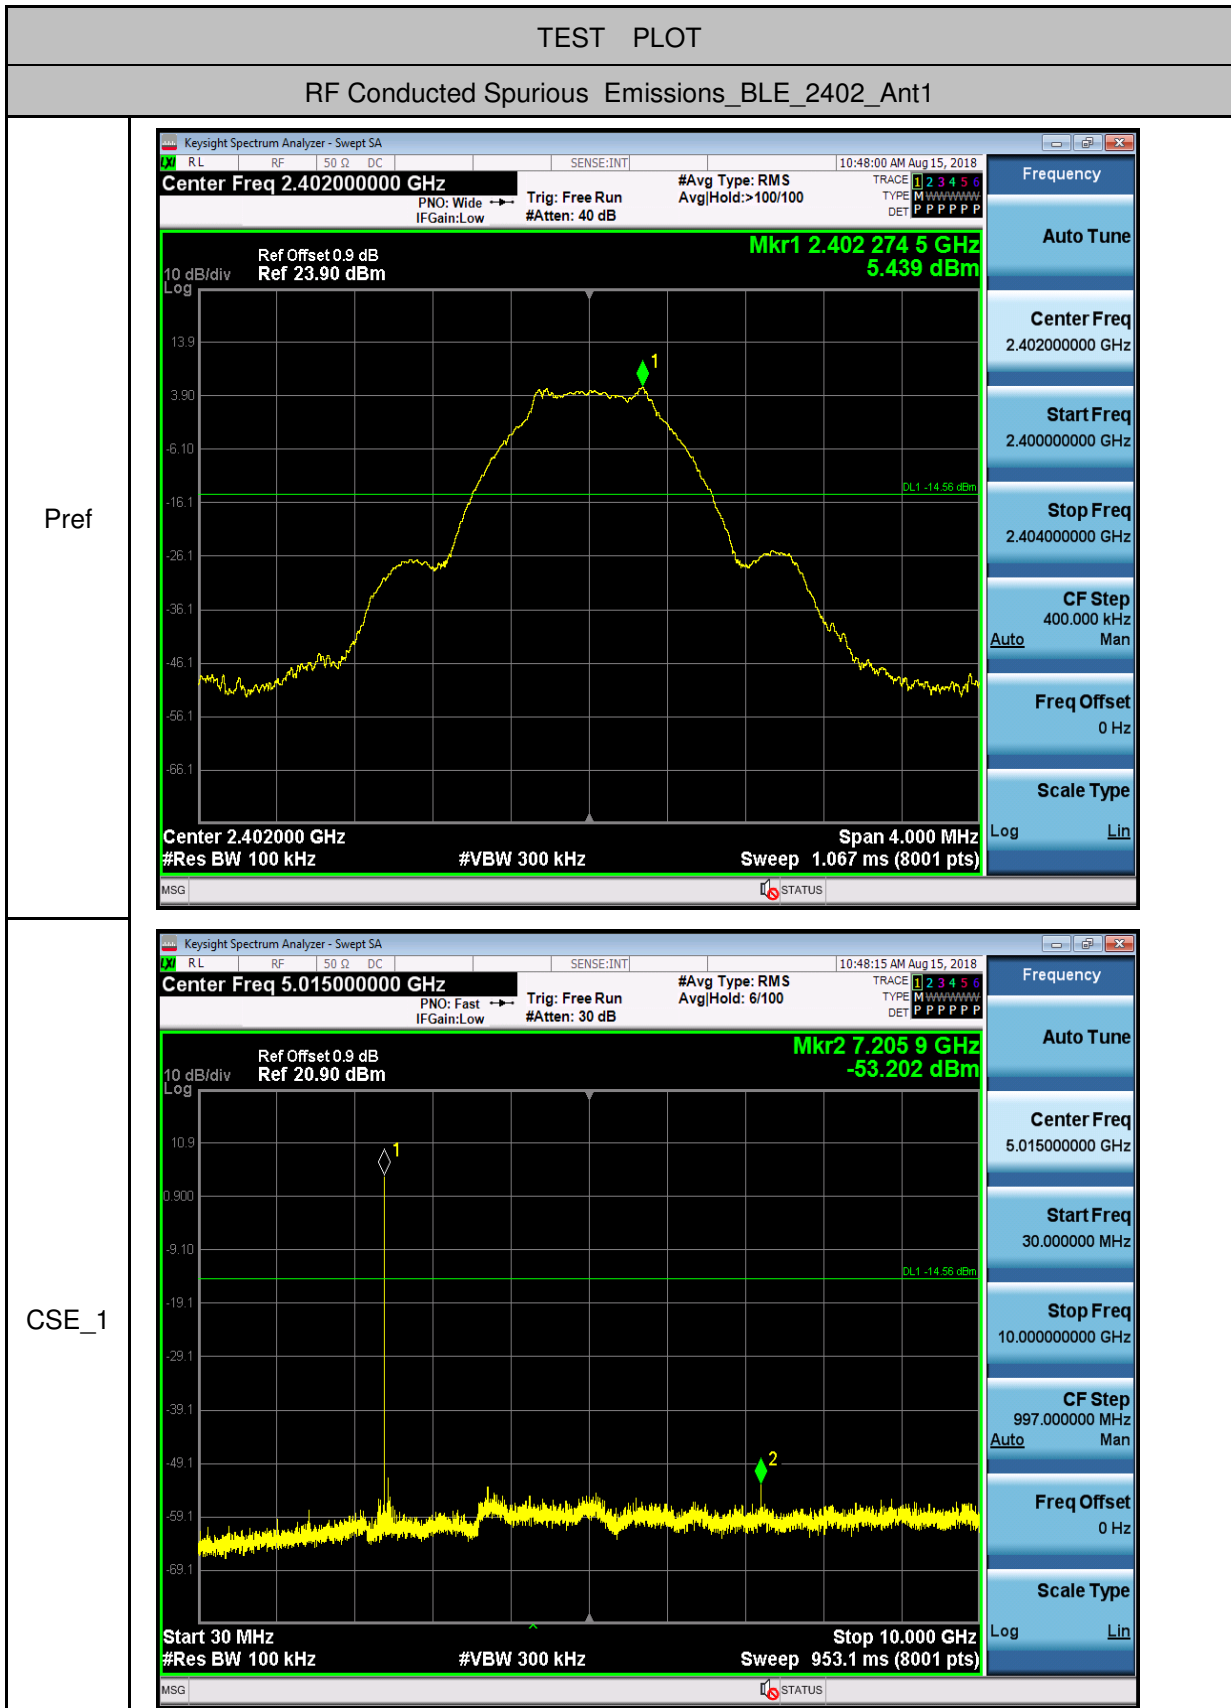 TEST PLOT
RF Conducted Spurious Emissions_BLE_2402_Ant1
Pref
Keysight Spectrum Analyzer - Swept SA
LXI RL RF 50 Ω DC SENSE:INT 10:48:00 AM Aug 15, 2018
Center Freq 2.402000000 GHz
PNO: Wide
IFGain:Low
Trig: Free Run
#Atten: 40 dB
#Avg Type: RMS
Avg|Hold:>100/100
TRACE 1 2 3 4 5 6
TYPE M WWWWW
DET P P P P P P
Mkr1 2.402 274 5 GHz
5.439 dBm
Ref Offset 0.9 dB
10 dB/div Ref 23.90 dBm
Log
1
13.9
3.90
-6.10
DL1 -14.56 dBm
-16.1
-26.1
-36.1
-46.1
-56.1
-66.1
Center 2.402000 GHz Span 4.000 MHz
#Res BW 100 kHz #VBW 300 kHz Sweep 1.067 ms (8001 pts)
MSG STATUS
Frequency
Auto Tune
Center Freq
2.402000000 GHz
Start Freq
2.400000000 GHz
Stop Freq
2.404000000 GHz
CF Step
400.000 kHz
Auto Man
Freq Offset
0 Hz
Scale Type
Log Lin
CSE_1
Keysight Spectrum Analyzer - Swept SA
LXI RL RF 50 Ω DC SENSE:INT 10:48:15 AM Aug 15, 2018
Center Freq 5.015000000 GHz
PNO: Fast
IFGain:Low
Trig: Free Run
#Atten: 30 dB
#Avg Type: RMS
Avg|Hold: 6/100
TRACE 1 2 3 4 5 6
TYPE M WWWWW
DET P P P P P P
Mkr2 7.205 9 GHz
-53.202 dBm
Ref Offset 0.9 dB
10 dB/div Ref 20.90 dBm
Log
10.9
1
0.900
-9.10
DL1 -14.56 dBm
-19.1
-29.1
-39.1
-49.1
2
-59.1
-69.1
Start 30 MHz Stop 10.000 GHz
#Res BW 100 kHz #VBW 300 kHz Sweep 953.1 ms (8001 pts)
MSG STATUS
Frequency
Auto Tune
Center Freq
5.015000000 GHz
Start Freq
30.000000 MHz
Stop Freq
10.000000000 GHz
CF Step
997.000000 MHz
Auto Man
Freq Offset
0 Hz
Scale Type
Log Lin